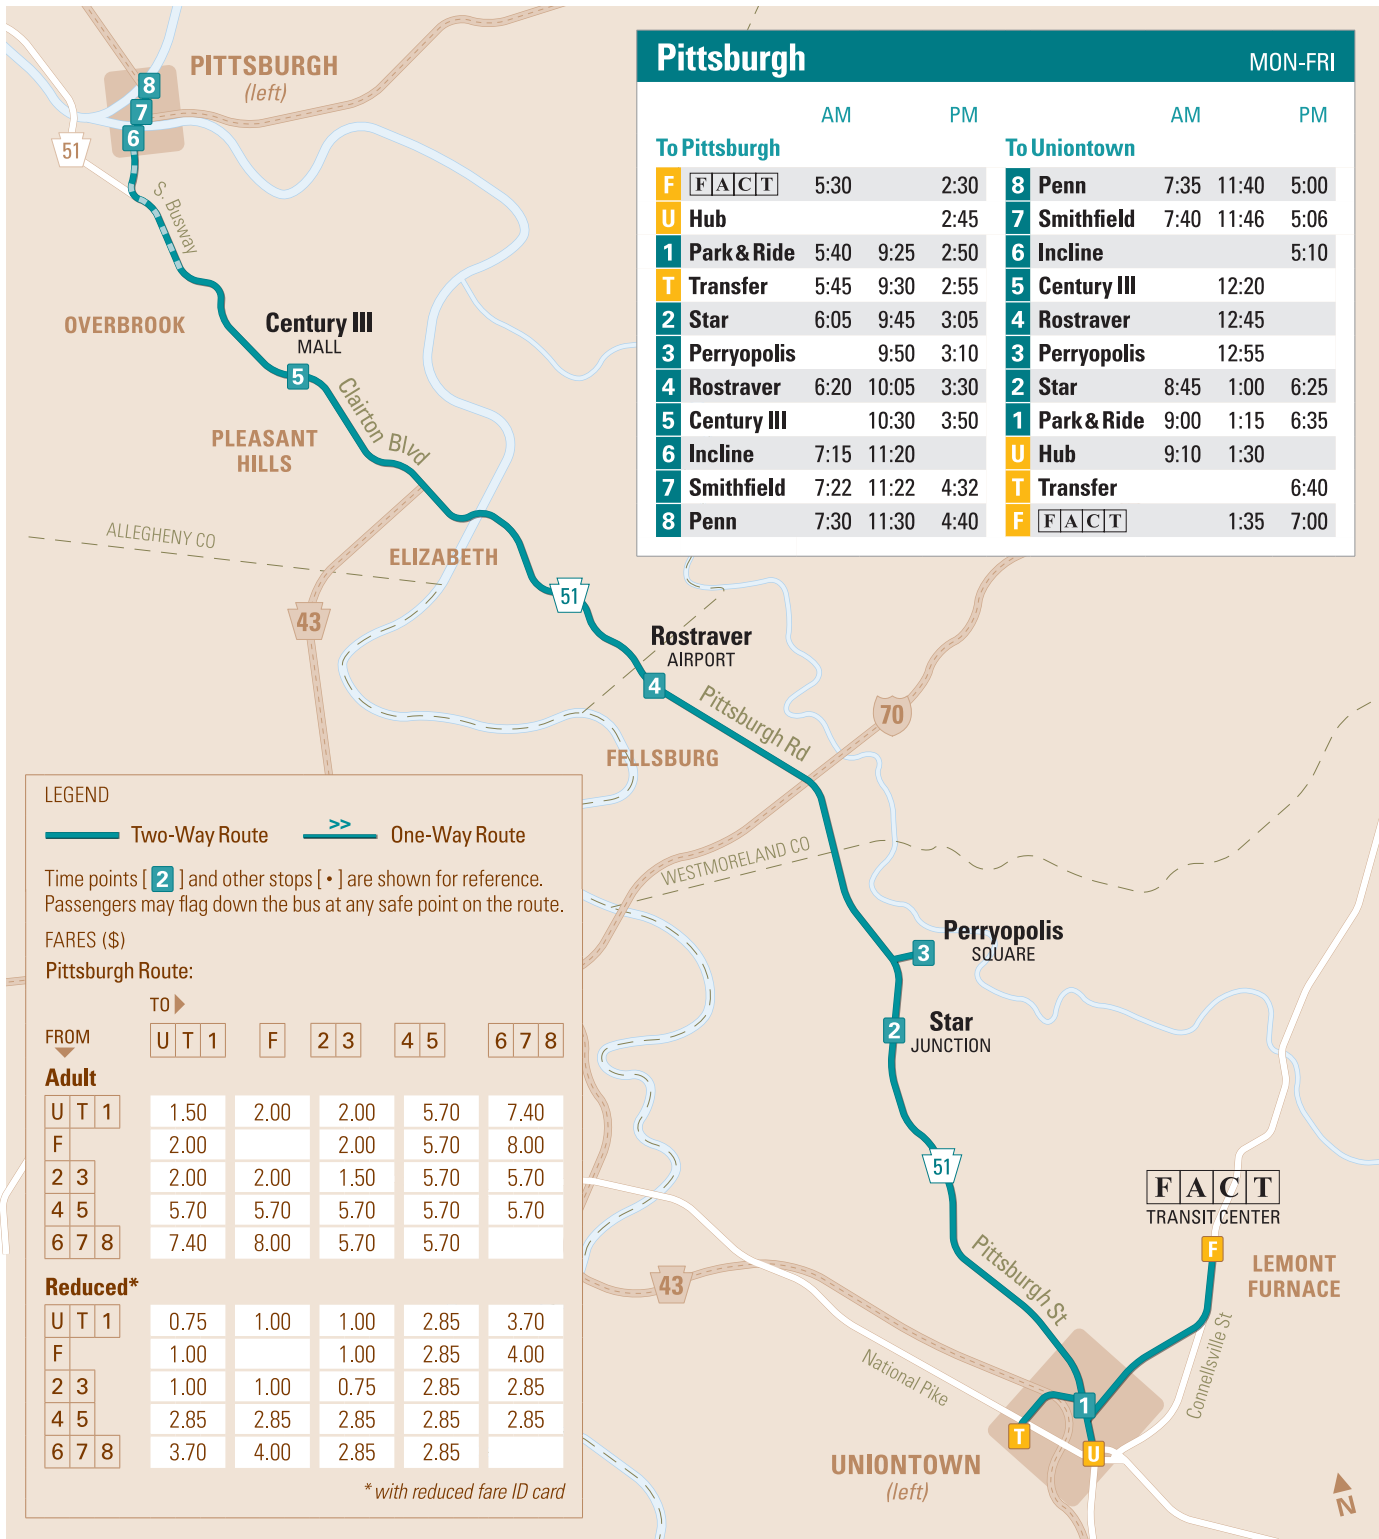 PITTSBURGH
(left)
8
7
6
51
S. Busway
OVERBROOK
Century III
MALL
5
Clairton Blvd
PLEASANT
HILLS
ALLEGHENY CO
ELIZABETH
51
43
Rostraver
AIRPORT
4
Pittsburgh Rd
70
FELLSBURG
WESTMORELAND CO
Perryopolis
SQUARE
3
Star
JUNCTION
2
51
FACT
TRANSIT CENTER
F
LEMONT
FURNACE
Pittsburgh St
43
National Pike
Connellsville St
1
T
U
UNIONTOWN
(left)
N
Pittsburgh MON-FRI
AM PM
To Pittsburgh
F FACT 5:30 2:30
U Hub 2:45
1 Park & Ride 5:40 9:25 2:50
T Transfer 5:45 9:30 2:55
2 Star 6:05 9:45 3:05
3 Perryopolis 9:50 3:10
4 Rostraver 6:20 10:05 3:30
5 Century III 10:30 3:50
6 Incline 7:15 11:20
7 Smithfield 7:22 11:22 4:32
8 Penn 7:30 11:30 4:40
AM PM
To Uniontown
8 Penn 7:35 11:40 5:00
7 Smithfield 7:40 11:46 5:06
6 Incline 5:10
5 Century III 12:20
4 Rostraver 12:45
3 Perryopolis 12:55
2 Star 8:45 1:00 6:25
1 Park & Ride 9:00 1:15 6:35
U Hub 9:10 1:30
T Transfer 6:40
F FACT 1:35 7:00
LEGEND
Two-Way Route >> One-Way Route
Time points [ 2 ] and other stops [ • ] are shown for reference.
Passengers may flag down the bus at any safe point on the route.
FARES ($)
Pittsburgh Route:
TO
FROM U T 1 F 2 3 4 5 6 7 8
Adult
U T 1 1.50 2.00 2.00 5.70 7.40
F 2.00 2.00 5.70 8.00
2 3 2.00 2.00 1.50 5.70 5.70
4 5 5.70 5.70 5.70 5.70 5.70
6 7 8 7.40 8.00 5.70 5.70
Reduced*
U T 1 0.75 1.00 1.00 2.85 3.70
F 1.00 1.00 2.85 4.00
2 3 1.00 1.00 0.75 2.85 2.85
4 5 2.85 2.85 2.85 2.85 2.85
6 7 8 3.70 4.00 2.85 2.85
* with reduced fare ID card